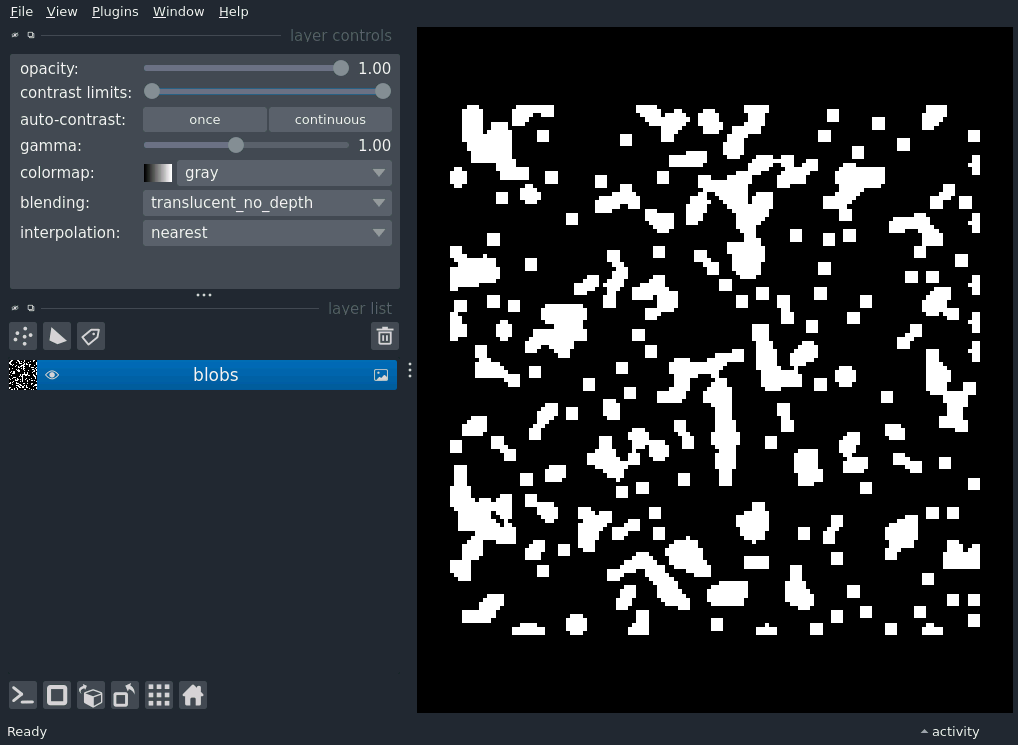 File View Plugins Window Help
layer controls
opacity: 1.00
contrast limits:
auto-contrast: once continuous
gamma: 1.00
colormap: gray
blending: translucent_no_depth
interpolation: nearest
layer list
blobs
Ready activity